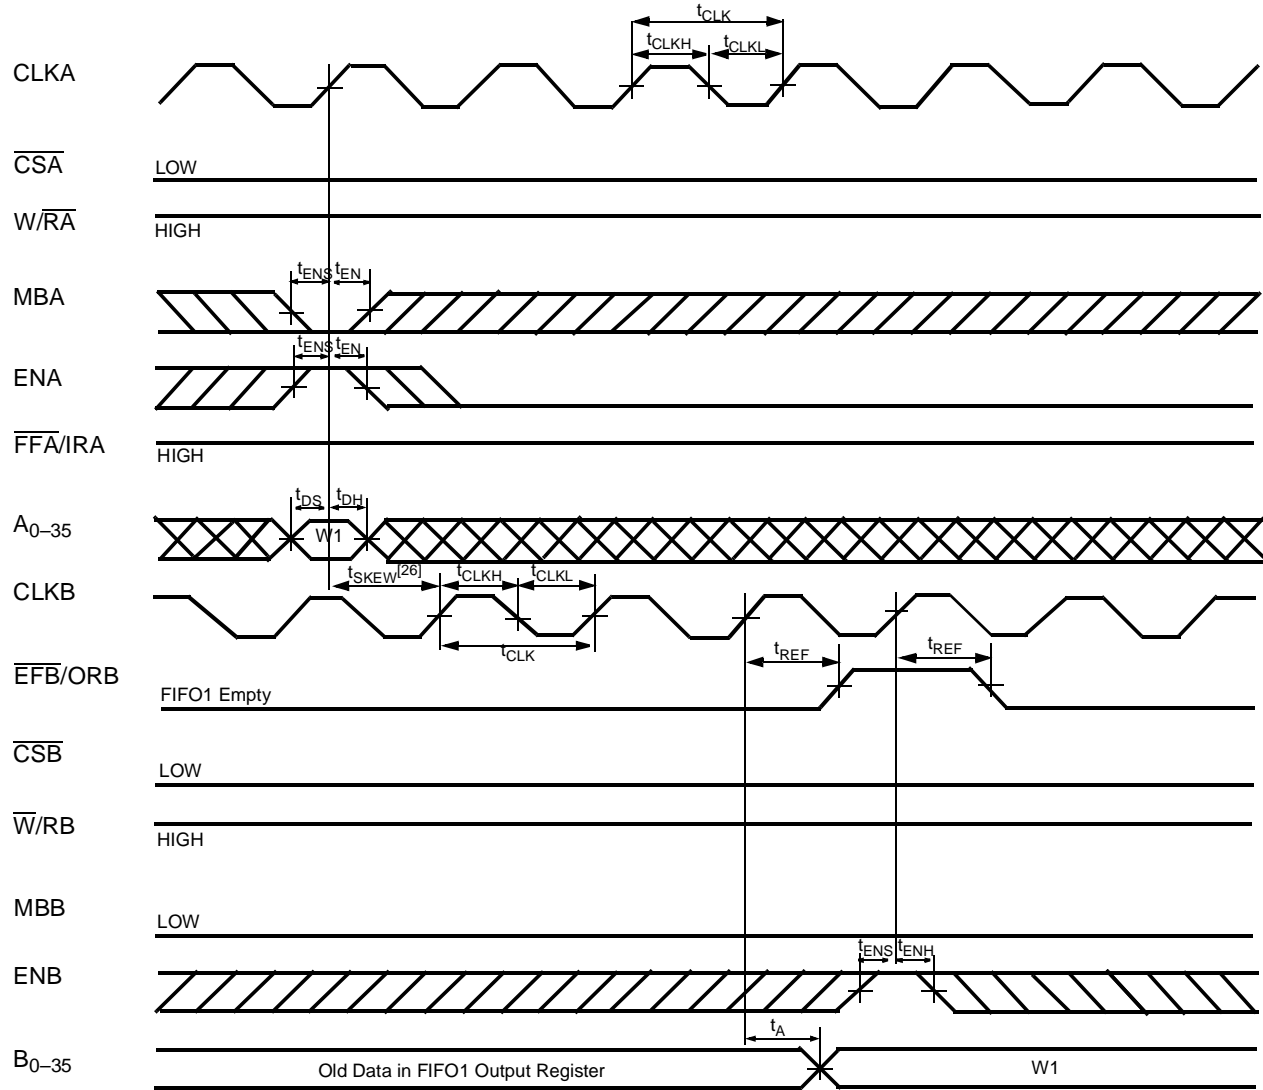 tCLK
tCLKH tCLKL
CLKA
CSA LOW
W/RA
HIGH
tENS tEN
MBA
tENS tEN
ENA
FFA/IRA
HIGH
tDS tDH
A0–35 W1
tSKEW[26] tCLKH tCLKL
CLKB
tCLK
tREF tREF
EFB/ORB
FIFO1 Empty
CSB
LOW
W/RB
HIGH
MBB
LOW
tENS tENH
ENB
tA
B0–35 Old Data in FIFO1 Output Register W1